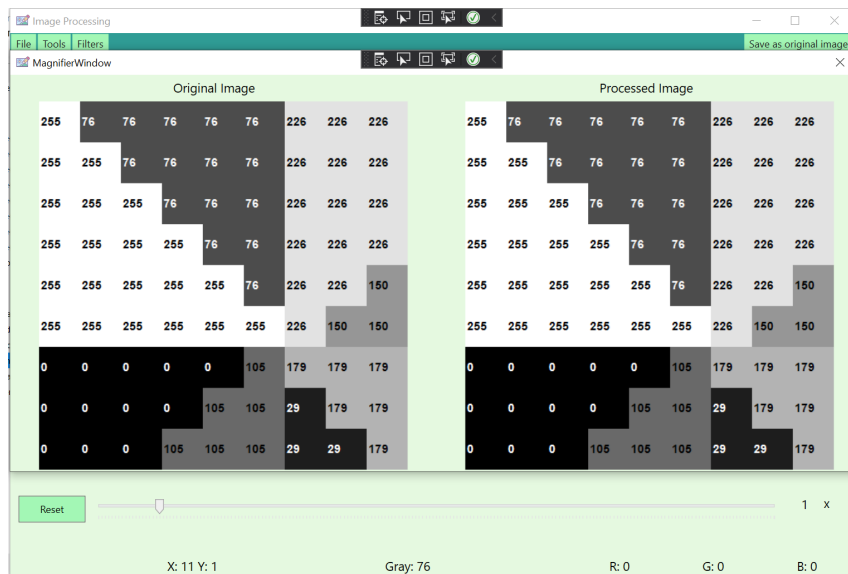 Image Processing
File Tools Filters Save as original image
MagnifierWindow
Original Image Processed Image
255 76 76 76 76 76 226 226 226 255 76 76 76 76 76 226 226 226
255 255 76 76 76 76 226 226 226 255 255 76 76 76 76 226 226 226
255 255 255 76 76 76 226 226 226 255 255 255 76 76 76 226 226 226
255 255 255 255 76 76 226 226 226 255 255 255 255 76 76 226 226 226
255 255 255 255 255 76 226 226 150 255 255 255 255 255 76 226 226 150
255 255 255 255 255 255 226 150 150 255 255 255 255 255 255 226 150 150
0 0 0 0 0 105 179 179 179 0 0 0 0 0 105 179 179 179
0 0 0 0 105 105 29 179 179 0 0 0 0 105 105 29 179 179
0 0 0 105 105 105 29 29 179 0 0 0 105 105 105 29 29 179
Reset 1 x
X: 11 Y: 1 Gray: 76 R: 0 G: 0 B: 0